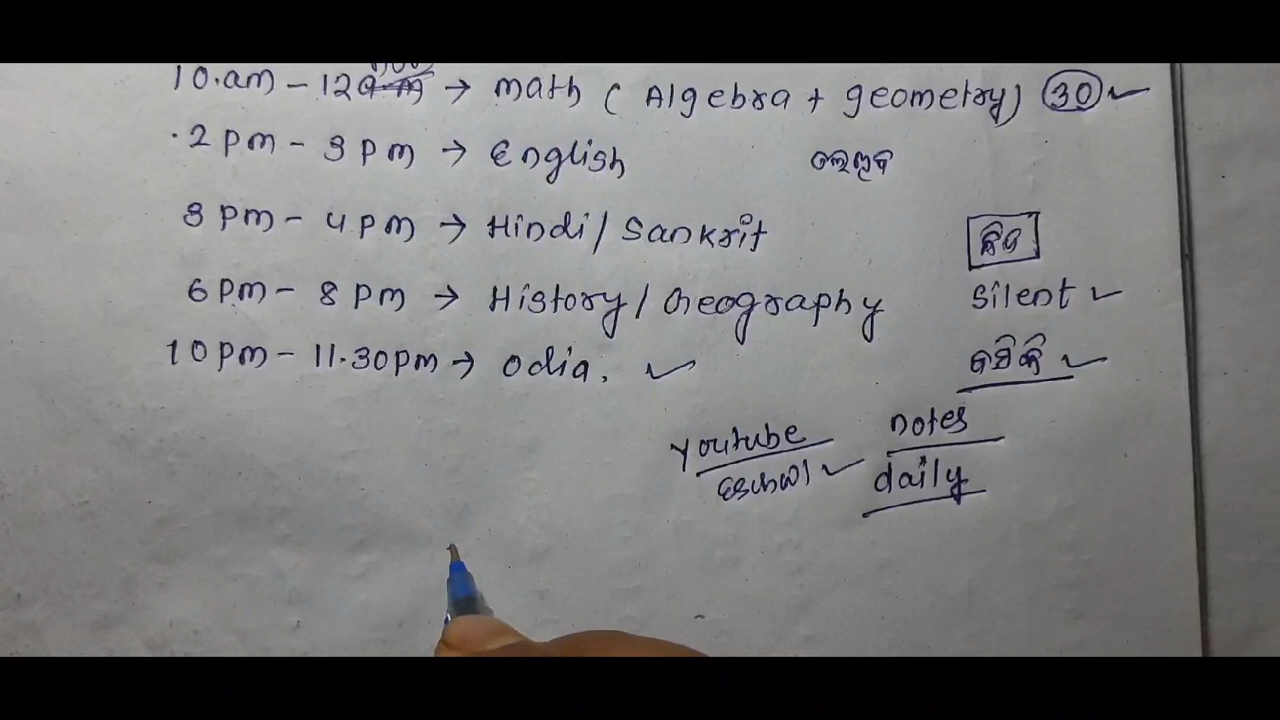 10.am - 12 → math (Algebra + geometry) 30 ✓
.2 pm - 3 pm → English
3 pm - 4 pm → Hindi / Sankrit
6 pm - 8 pm → History / Geography
silent ✓
10 pm - 11.30 pm → Odia. ✓
youtube
notes
daily